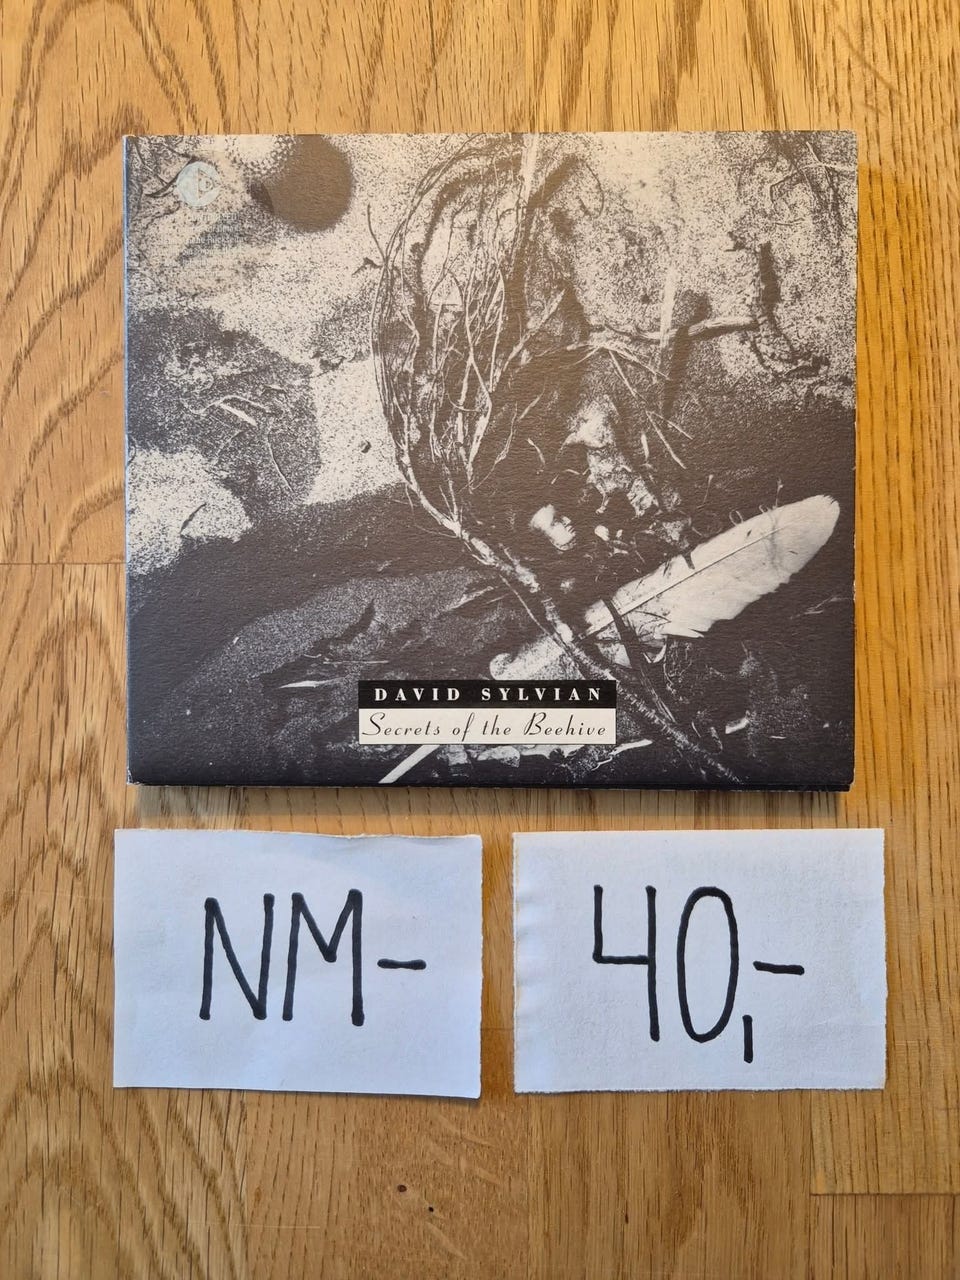 DAVID SYLVIAN
Secrets of the Beehive
NM-
40,-